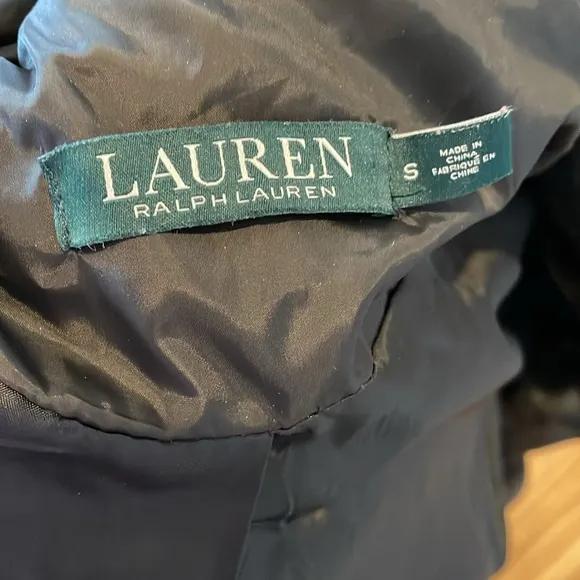 LAUREN
RALPH LAUREN
S
MADE IN
CHINA
FABRIQUÉ EN
CHINE